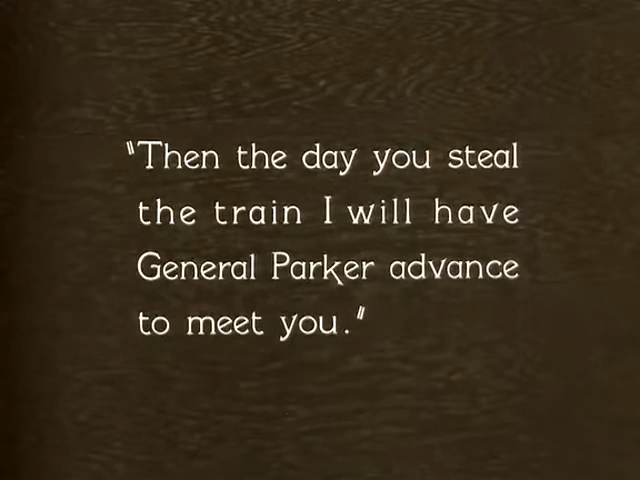 "Then the day you steal
the train I will have
General Parker advance
to meet you."